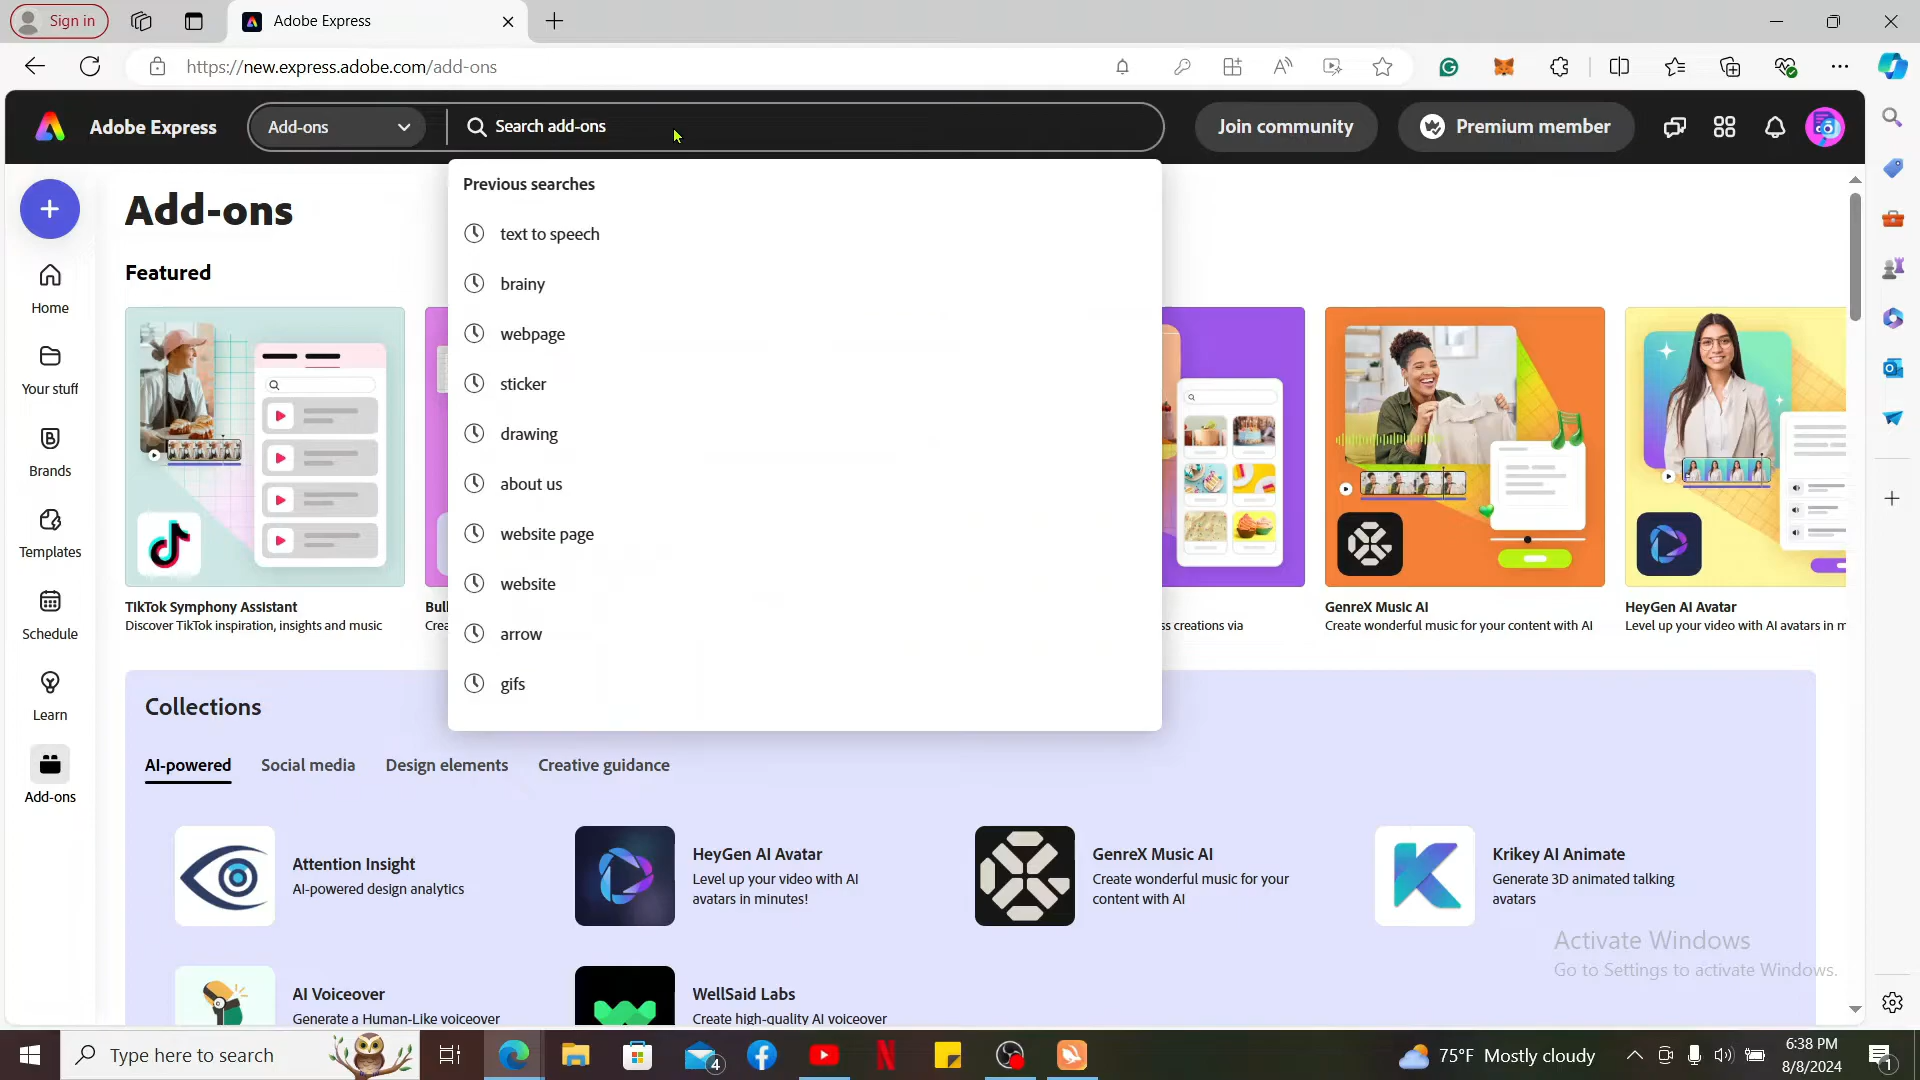 Sign in
Adobe Express
https://new.express.adobe.com/add-ons
Adobe Express
Add-ons
Search add-ons
Join community
Premium member
Previous searches
text to speech
brainy
webpage
sticker
drawing
about us
website page
website
arrow
gifs
Home
Your stuff
Brands
Templates
Schedule
Learn
Add-ons
Add-ons
Featured
TikTok Symphony Assistant
Discover TikTok inspiration, insights and music
GenreX Music AI
Create wonderful music for your content with AI
HeyGen AI Avatar
Level up your video with AI avatars in m
ss creations via
Collections
AI-powered
Social media
Design elements
Creative guidance
Attention Insight
AI-powered design analytics
HeyGen AI Avatar
Level up your video with AI
avatars in minutes!
GenreX Music AI
Create wonderful music for your
content with AI
Krikey AI Animate
Generate 3D animated talking
avatars
AI Voiceover
Generate a Human-Like voiceover
WellSaid Labs
Create high-quality AI voiceover
Activate Windows
Go to Settings to activate Windows.
Type here to search
4
75°F Mostly cloudy
6:38 PM
8/8/2024
1